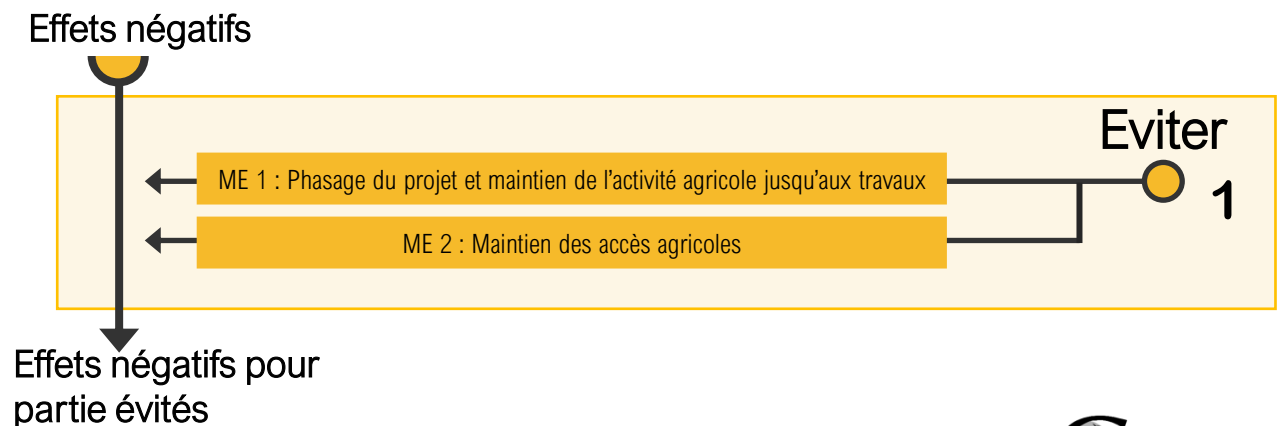 Effets négatifs
Eviter
1
ME 1 : Phasage du projet et maintien de l'activité agricole jusqu'aux travaux
ME 2 : Maintien des accès agricoles
Effets négatifs pour
partie évités